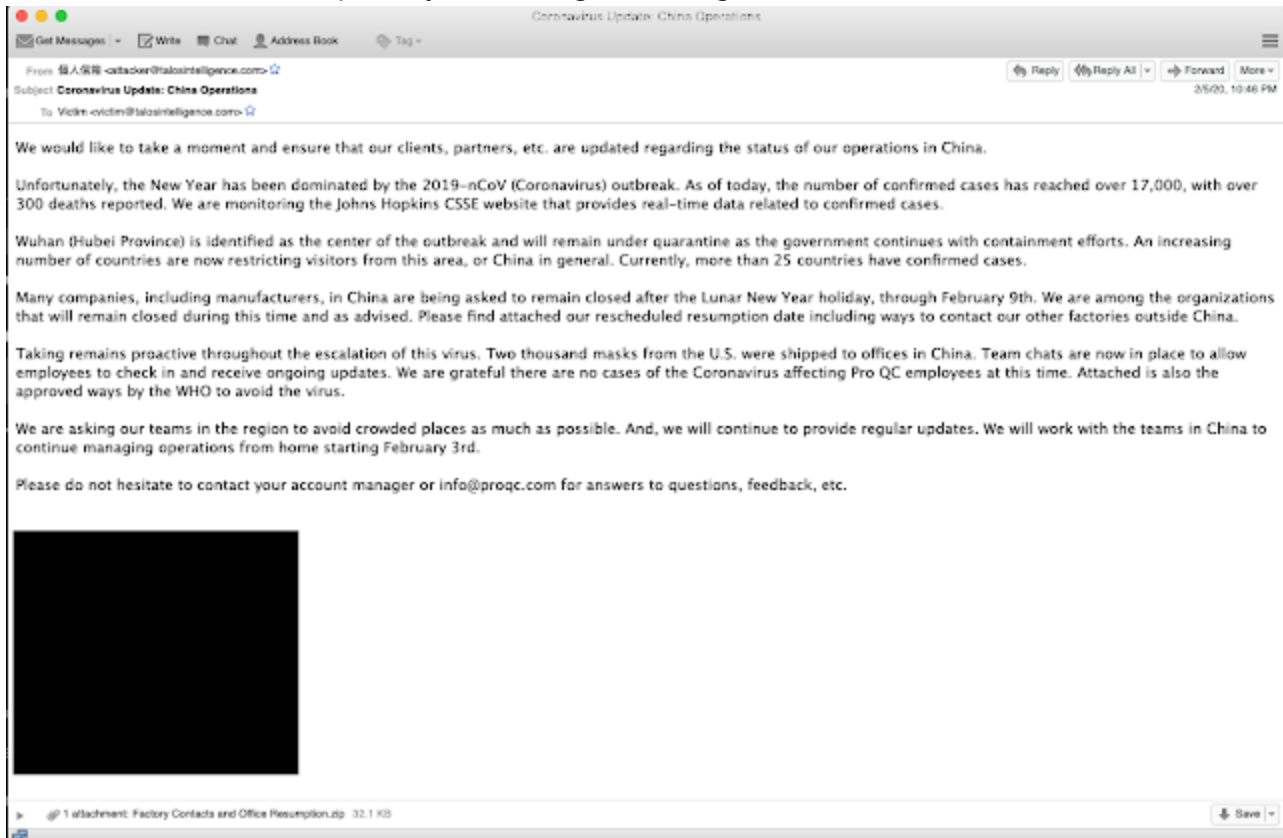 Coronavirus Update: China Operations
Get Messages Write Chat Address Book Tag
From 個人信箱 <attacker@talosintelligence.com>
Reply Reply All Forward More
Subject Coronavirus Update: China Operations
2/5/20, 10:46 PM
To Victim <victim@talosintelligence.com>
We would like to take a moment and ensure that our clients, partners, etc. are updated regarding the status of our operations in China.
Unfortunately, the New Year has been dominated by the 2019-nCoV (Coronavirus) outbreak. As of today, the number of confirmed cases has reached over 17,000, with over
300 deaths reported. We are monitoring the Johns Hopkins CSSE website that provides real-time data related to confirmed cases.
Wuhan (Hubei Province) is identified as the center of the outbreak and will remain under quarantine as the government continues with containment efforts. An increasing
number of countries are now restricting visitors from this area, or China in general. Currently, more than 25 countries have confirmed cases.
Many companies, including manufacturers, in China are being asked to remain closed after the Lunar New Year holiday, through February 9th. We are among the organizations
that will remain closed during this time and as advised. Please find attached our rescheduled resumption date including ways to contact our other factories outside China.
Taking remains proactive throughout the escalation of this virus. Two thousand masks from the U.S. were shipped to offices in China. Team chats are now in place to allow
employees to check in and receive ongoing updates. We are grateful there are no cases of the Coronavirus affecting Pro QC employees at this time. Attached is also the
approved ways by the WHO to avoid the virus.
We are asking our teams in the region to avoid crowded places as much as possible. And, we will continue to provide regular updates. We will work with the teams in China to
continue managing operations from home starting February 3rd.
Please do not hesitate to contact your account manager or info@proqc.com for answers to questions, feedback, etc.
1 attachment: Factory Contacts and Office Resumption.zip 32.1 KB
Save